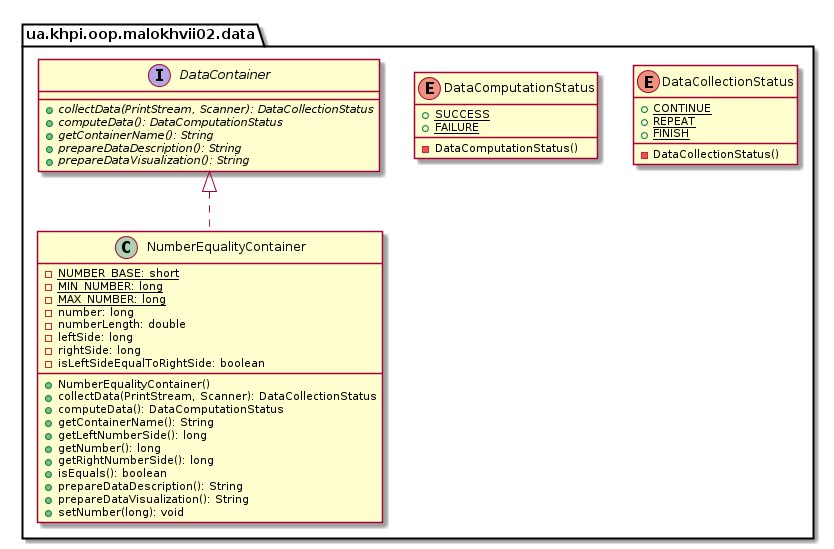 ua.khpi.oop.malokhvii02.data
I DataContainer
collectData(PrintStream, Scanner): DataCollectionStatus
computeData(): DataComputationStatus
getContainerName(): String
prepareDataDescription(): String
prepareDataVisualization(): String
E DataComputationStatus
SUCCESS
FAILURE
DataComputationStatus()
E DataCollectionStatus
CONTINUE
REPEAT
FINISH
DataCollectionStatus()
C NumberEqualityContainer
NUMBER_BASE: short
MIN_NUMBER: long
MAX_NUMBER: long
number: long
numberLength: double
leftSide: long
rightSide: long
isLeftSideEqualToRightSide: boolean
NumberEqualityContainer()
collectData(PrintStream, Scanner): DataCollectionStatus
computeData(): DataComputationStatus
getContainerName(): String
getLeftNumberSide(): long
getNumber(): long
getRightNumberSide(): long
isEquals(): boolean
prepareDataDescription(): String
prepareDataVisualization(): String
setNumber(long): void